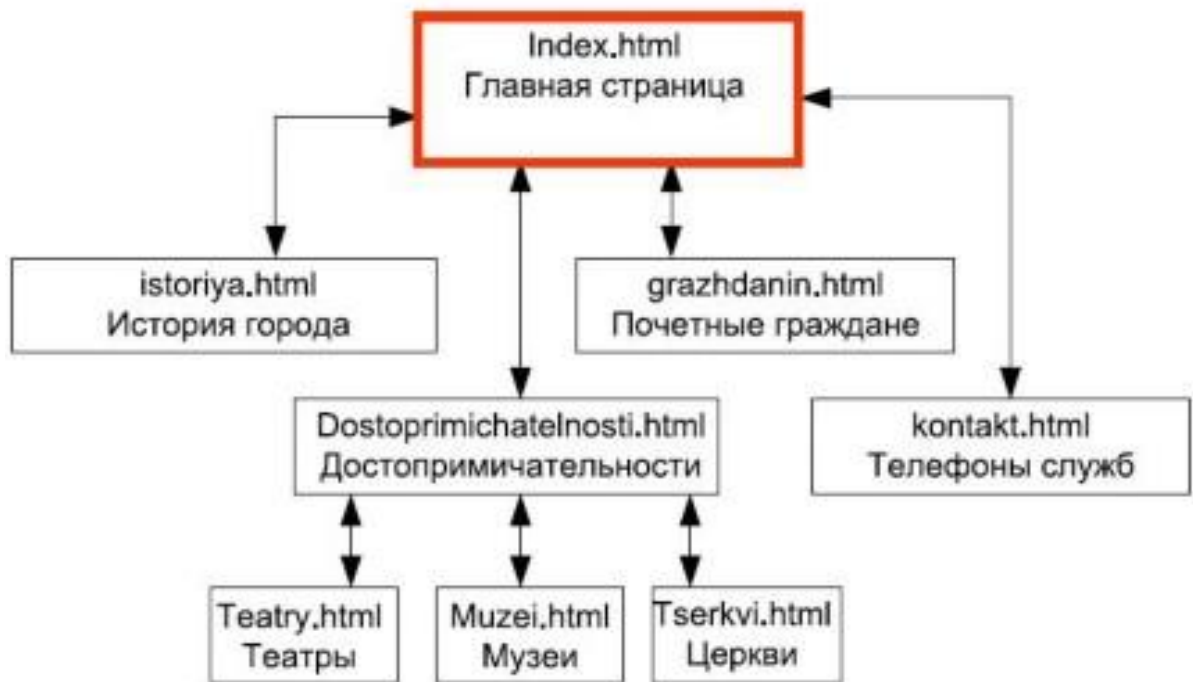 Index.html
Главная страница
istoriya.html
История города
grazhdanin.html
Почетные граждане
Dostoprimichatelnosti.html
Достопримичательности
kontakt.html
Телефоны служб
Teatry.html
Театры
Muzei.html
Музеи
Tserkvi.html
Церкви